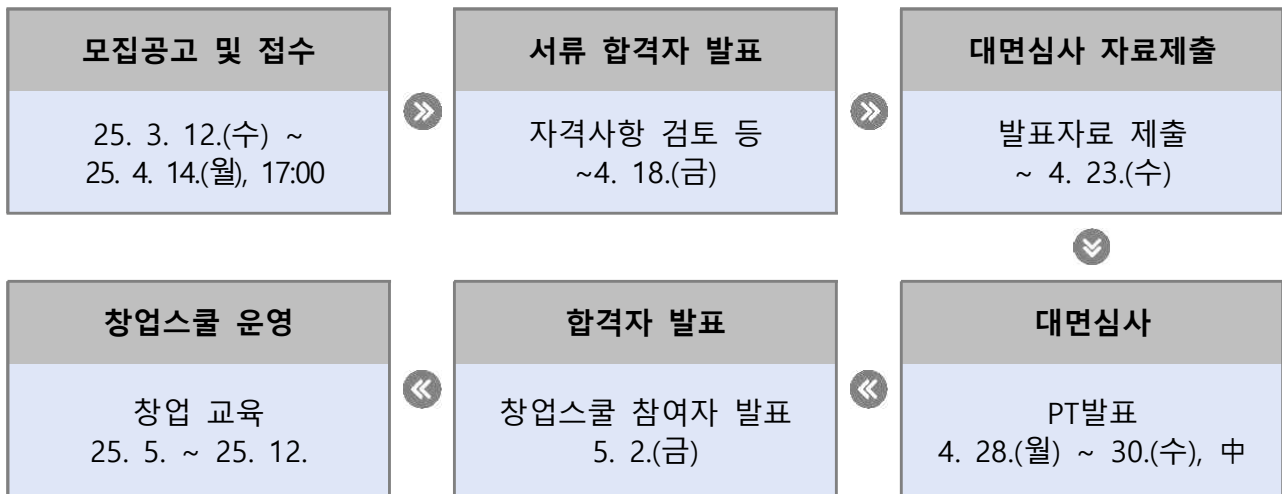 모집공고 및 접수
25. 3. 12.(수) ~
25. 4. 14.(월), 17:00
서류 합격자 발표
자격사항 검토 등
~4. 18.(금)
대면심사 자료제출
발표자료 제출
~ 4. 23.(수)
대면심사
PT발표
4. 28.(월) ~ 30.(수), 中
합격자 발표
창업스쿨 참여자 발표
5. 2.(금)
창업스쿨 운영
창업 교육
25. 5. ~ 25. 12.